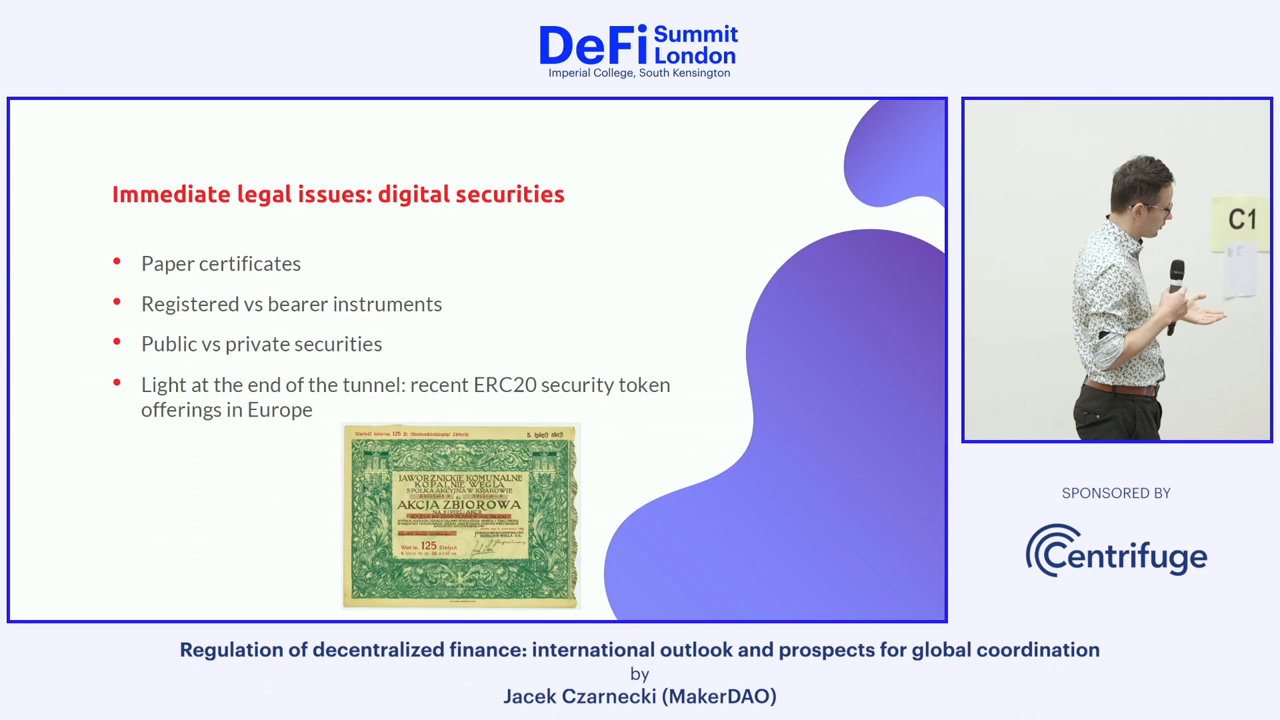 DeFi Summit
London
Imperial College, South Kensington
Immediate legal issues: digital securities
• Paper certificates
• Registered vs bearer instruments
• Public vs private securities
• Light at the end of the tunnel: recent ERC20 security token
offerings in Europe
JAWORZNICKIE KOMUNALNE
KOPALNIE WĘGLA
SPÓŁKA AKCYJNA W KRAKOWIE
AKCJA ZBIOROWA
125
C1
SPONSORED BY
Centrifuge
Regulation of decentralized finance: international outlook and prospects for global coordination
by
Jacek Czarnecki (MakerDAO)